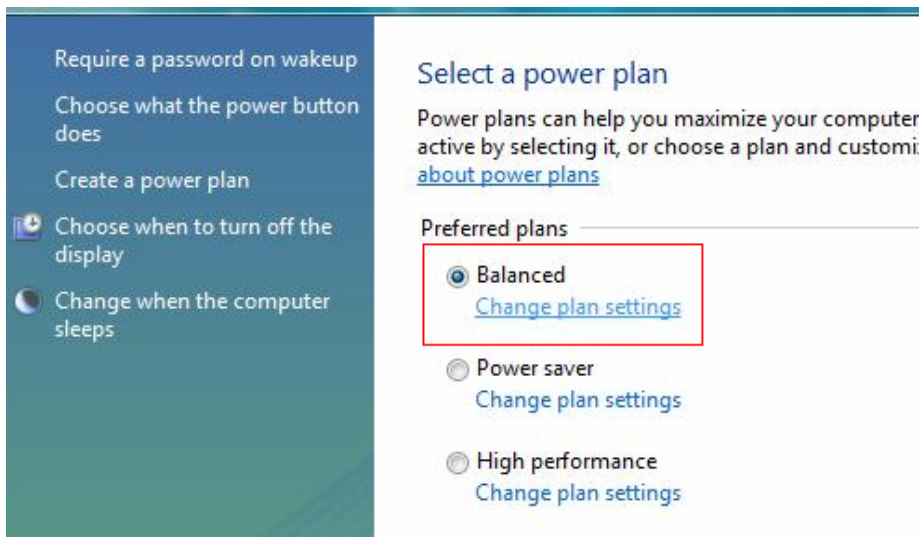 Require a password on wakeup
Choose what the power button
does
Create a power plan
Choose when to turn off the
display
Change when the computer
sleeps
Select a power plan
Power plans can help you maximize your computer
active by selecting it, or choose a plan and customi
about power plans
Preferred plans
Balanced
Change plan settings
Power saver
Change plan settings
High performance
Change plan settings